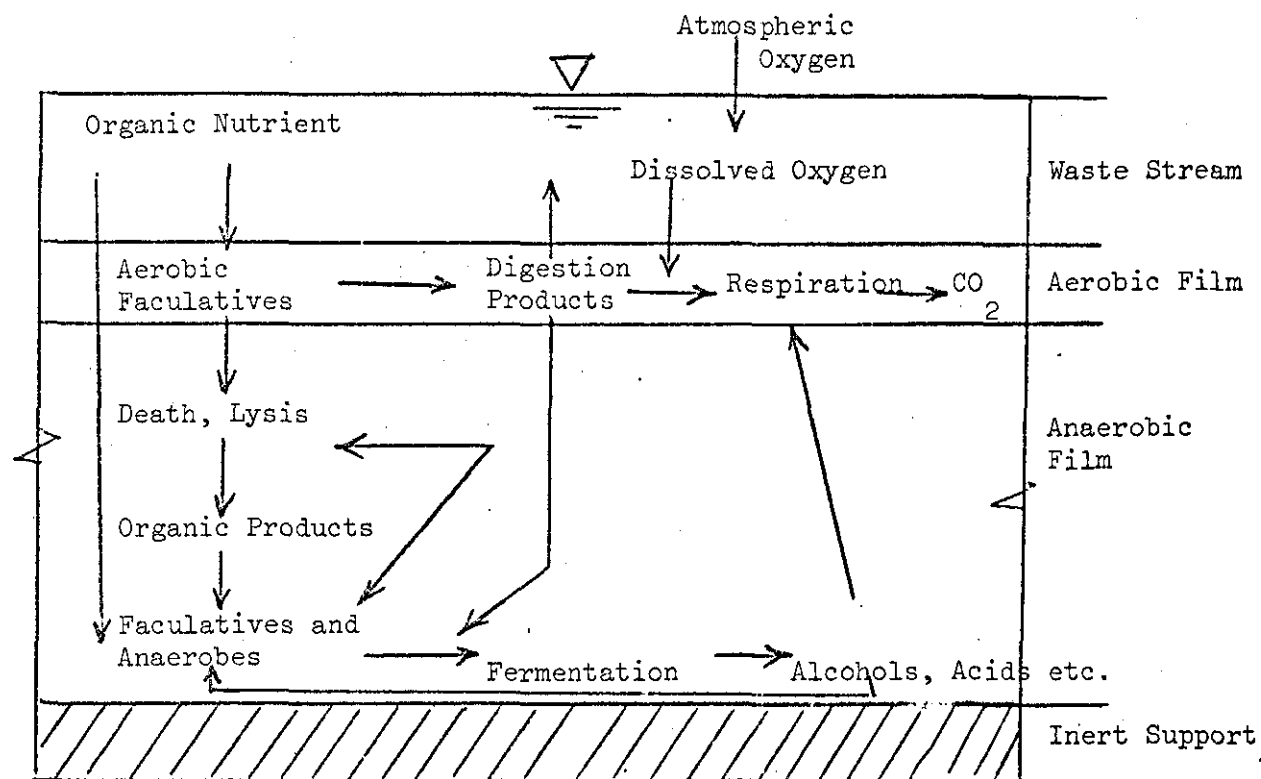 Atmospheric
Oxygen
Organic Nutrient
Dissolved Oxygen
Waste Stream
Aerobic
Faculatives
Digestion
Products
Respiration
CO
2
Aerobic Film
Death, Lysis
Anaerobic
Film
Organic Products
Faculatives and
Anaerobes
Fermentation
Alcohols, Acids etc.
Inert Support